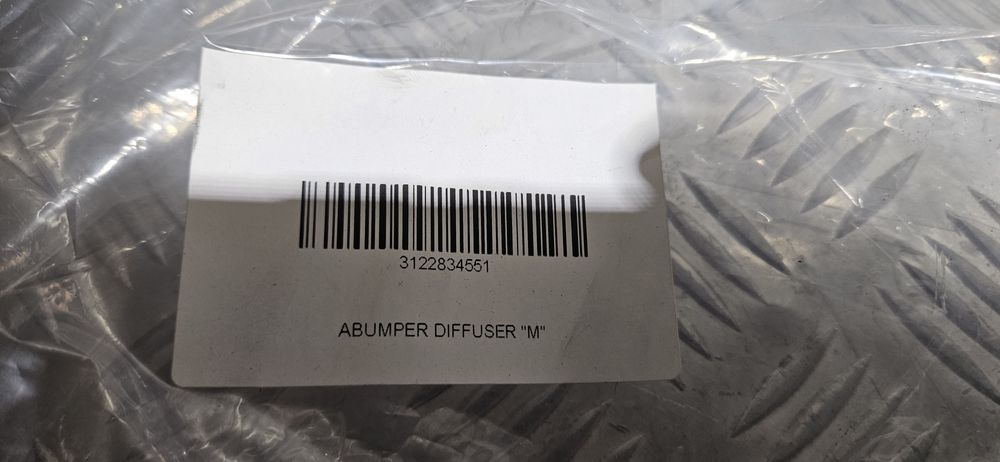 3122834551
ABUMPER DIFFUSER "M"